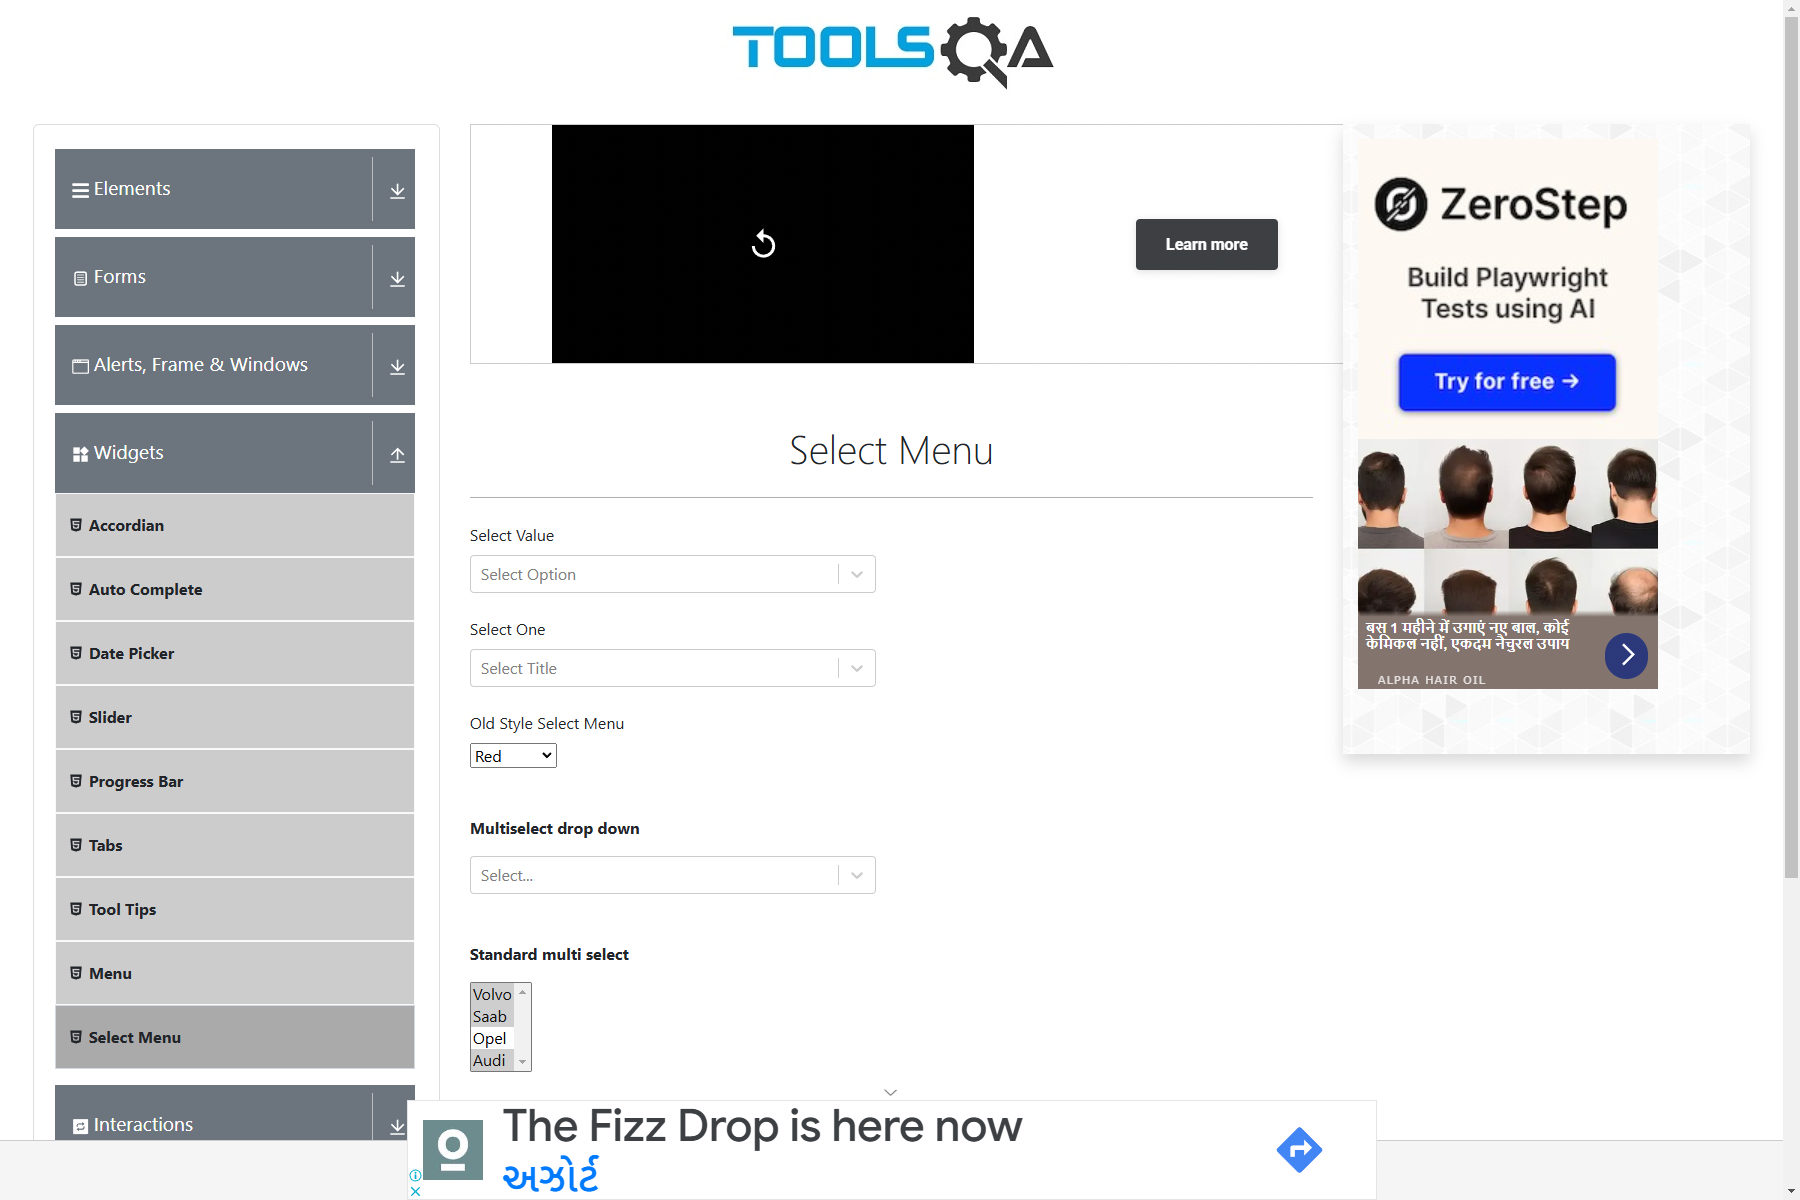 TOOLSQA
Elements
Forms
Alerts, Frame & Windows
Widgets
Accordian
Auto Complete
Date Picker
Slider
Progress Bar
Tabs
Tool Tips
Menu
Select Menu
Interactions
Learn more
Select Menu
Select Value
Select Option
Select One
Select Title
Old Style Select Menu
Red
Multiselect drop down
Select...
Standard multi select
Volvo
Saab
Opel
Audi
ZeroStep
Build Playwright
Tests using AI
Try for free →
बस 1 महीने में उगाएं नए बाल, कोई
केमिकल नहीं, एकदम नैचुरल उपाय
ALPHA HAIR OIL
The Fizz Drop is here now
અઝોર્ટ